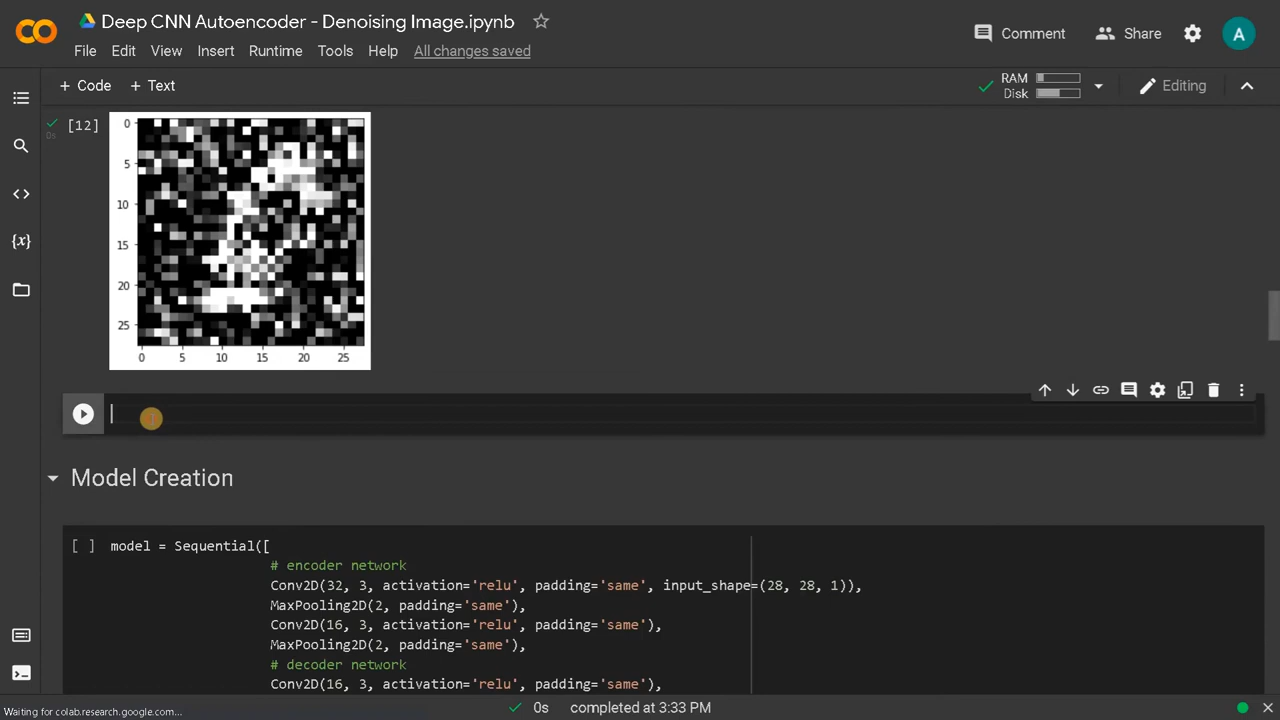 Deep CNN Autoencoder - Denoising Image.ipynb
File Edit View Insert Runtime Tools Help All changes saved
Comment Share A
+ Code + Text
RAM
Disk
Editing
[12]
0s
0
5
10
15
20
25
0 5 10 15 20 25
{x}
Model Creation
[ ] model = Sequential([
# encoder network
Conv2D(32, 3, activation='relu', padding='same', input_shape=(28, 28, 1)),
MaxPooling2D(2, padding='same'),
Conv2D(16, 3, activation='relu', padding='same'),
MaxPooling2D(2, padding='same'),
# decoder network
Conv2D(16, 3, activation='relu', padding='same'),
Waiting for colab.research.google.com...
0s completed at 3:33 PM